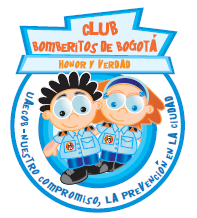 CLUB
BOMBERITOS DE BOGOTÁ
HONOR Y VERDAD
UAECOB-NUESTRO COMPROMISO, LA PREVENCIÓN EN LA CIUDAD